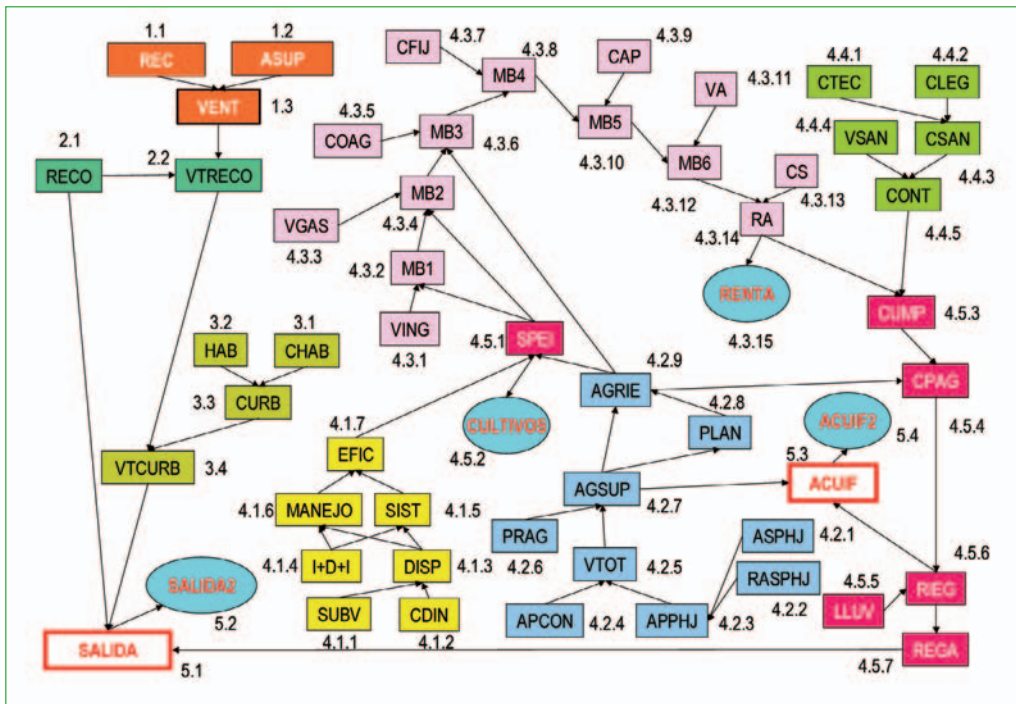 1.1
1.2
REC
ASUP
VENT
1.3
2.1
2.2
RECO
VTRECO
3.2
3.1
HAB
CHAB
3.3
CURB
VTCURB
3.4
SALIDA2
5.2
SALIDA
5.1
4.3.7
CFIJ
4.3.8
MB4
4.3.9
CAP
4.3.5
COAG
MB3
4.3.6
MB5
4.3.10
4.3.11
VA
MB6
4.3.12
MB2
4.3.4
VGAS
4.3.3
4.3.2
MB1
VING
4.3.1
CS
4.3.13
RA
4.3.14
RENTA
4.3.15
4.4.1
4.4.2
CTEC
CLEG
4.4.4
VSAN
CSAN
4.4.3
CONT
4.4.5
CUMP
4.5.3
CPAG
4.5.4
4.5.1
SPEI
CULTIVOS
4.5.2
4.2.9
AGRIE
4.2.8
PLAN
ACUIF2
5.4
5.3
ACUIF
AGSUP
4.2.7
PRAG
4.2.6
VTOT
4.2.5
APCON
4.2.4
APPHJ
4.2.3
4.2.1
ASPHJ
RASPHJ
4.2.2
4.1.7
EFIC
4.1.6
MANEJO
SIST
4.1.5
4.1.4
I+D+I
DISP
4.1.3
SUBV
CDIN
4.1.1
4.1.2
4.5.6
4.5.5
RIEG
LLUV
REGA
4.5.7